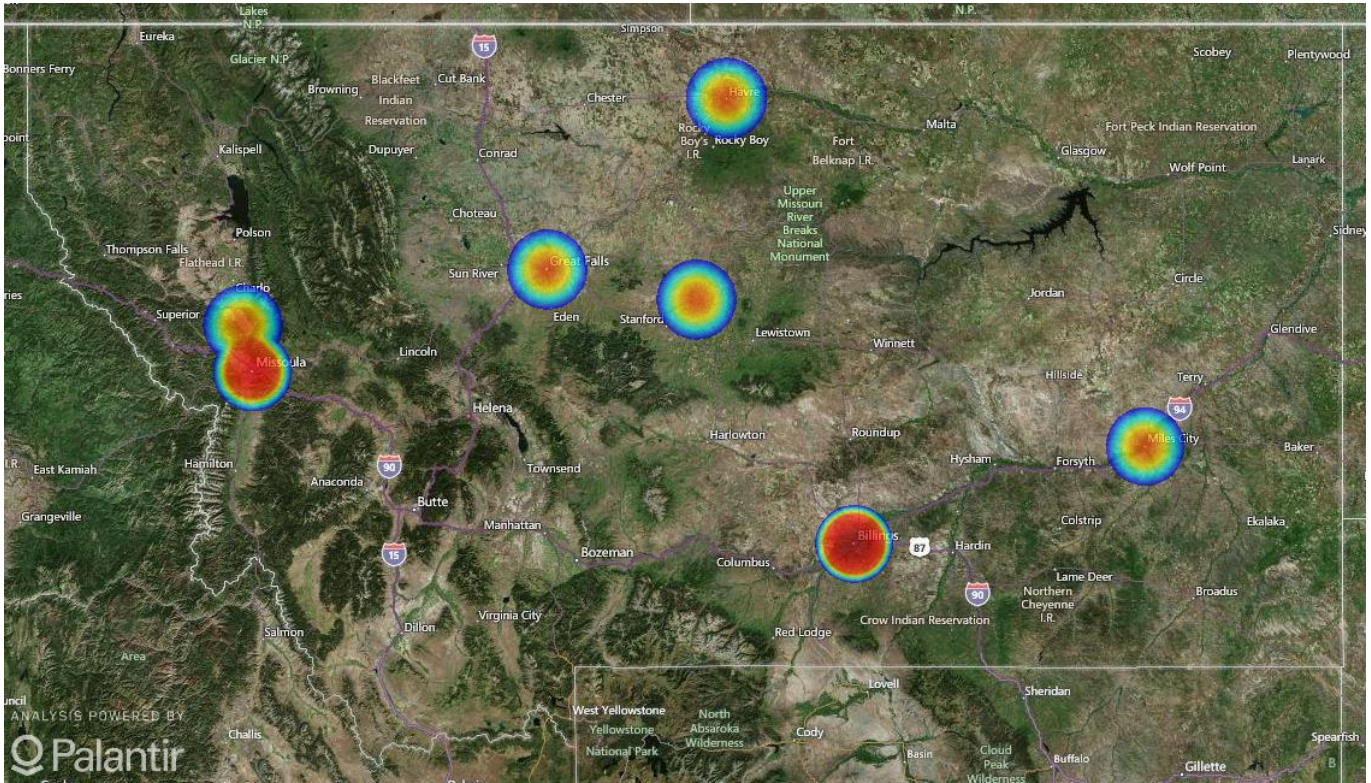 Lakes
N.P.
N.P.
Eureka
Simpson
Scobey
Plentywood
Glacier N.P.
15
Bonners Ferry
Browning
Blackfeet
Indian
Reservation
Cut Bank
Chester
Havre
Rocky
Boy's
I.R.
Rocky Boy
Malta
Fort Peck Indian Reservation
Kalispell
Dupuyer
Conrad
Fort
Belknap I.R.
Glasgow
Wolf Point
Lanark
Upper
Missouri
River
Breaks
National
Monument
Choteau
Polson
Sidney
Thompson Falls
Flathead I.R.
Sun River
Great Falls
Charlo
Circle
Jordan
Superior
Eden
Stanford
Lewistown
Winnett
Glendive
Lincoln
Missoula
Hillside
Terry
94
Helena
Harlowton
Roundup
Miles City
Baker
I.R.
East Kamiah
Hamilton
90
Anaconda
Townsend
Hysham
Forsyth
Grangeville
Butte
Manhattan
Colstrip
Ekalaka
15
Bozeman
Billings
87
Hardin
Columbus
Lame Deer
90
Northern
Cheyenne
I.R.
Broadus
Virginia City
Crow Indian Reservation
Salmon
Dillon
Red Lodge
Area
Lovell
Sheridan
West Yellowstone
Yellowstone
National Park
North
Absaroka
Wilderness
Cody
Challis
Basin
Cloud
Peak
Wilderness
Buffalo
Gillette
Spearfish
B
ANALYSIS POWERED BY
Palantir